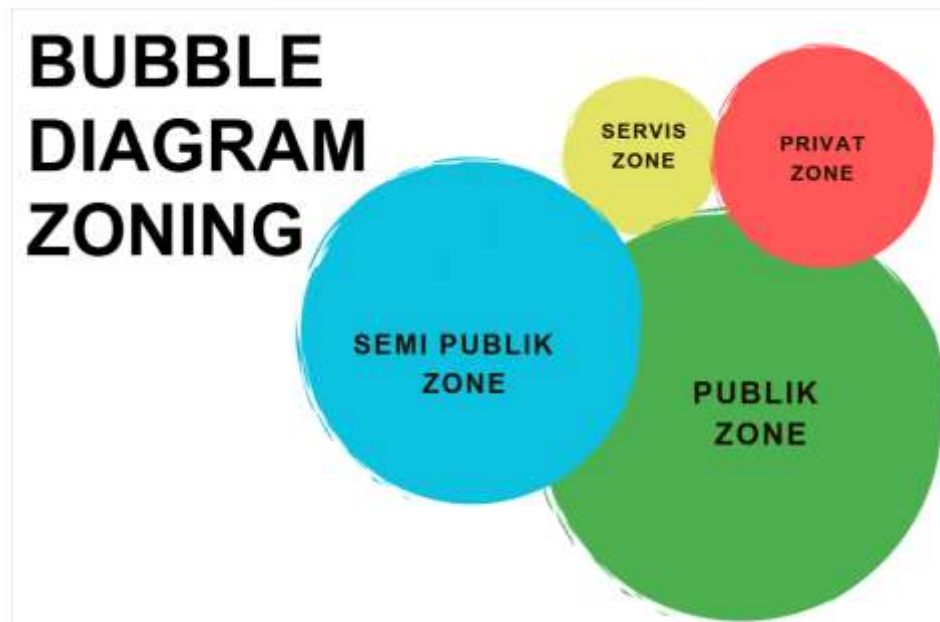 BUBBLE
DIAGRAM
ZONING
SERVIS
ZONE
PRIVAT
ZONE
SEMI PUBLIK
ZONE
PUBLIK
ZONE